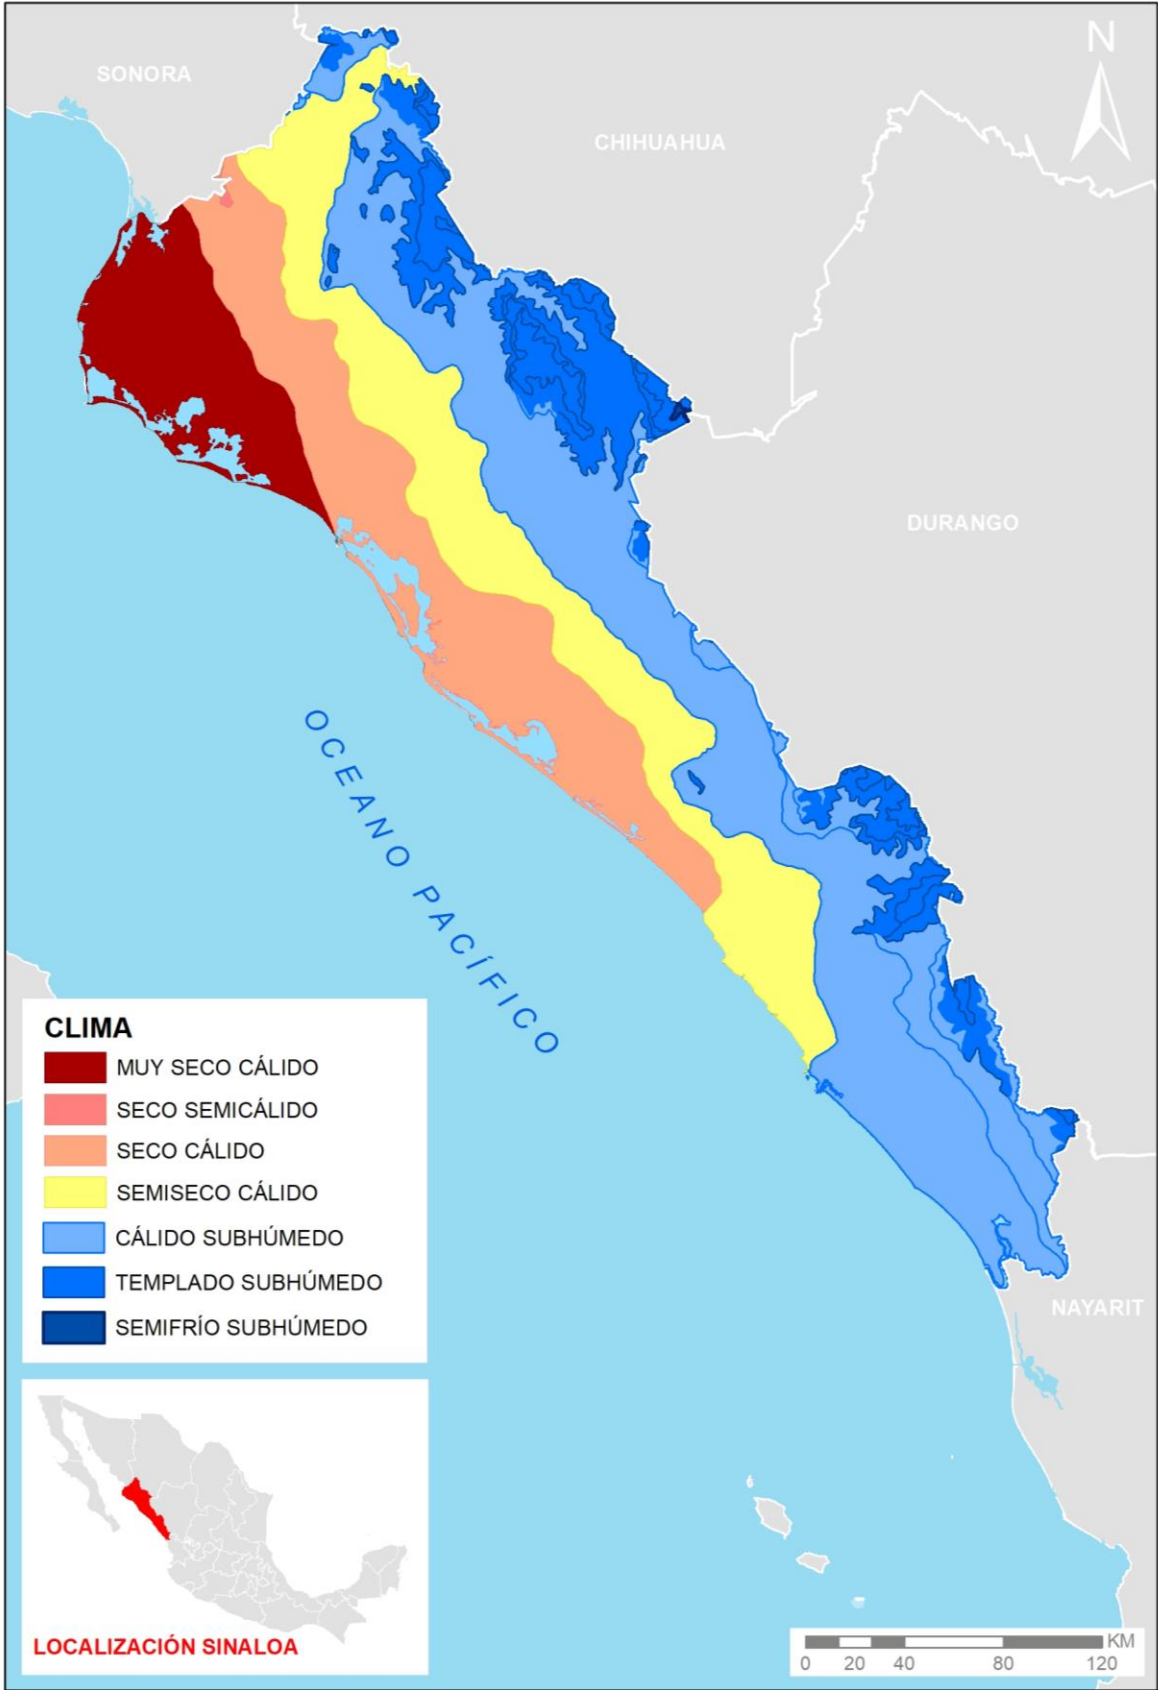 N
SONORA
CHIHUAHUA
DURANGO
OCEANO PACÍFICO
NAYARIT
CLIMA
MUY SECO CÁLIDO
SECO SEMICÁLIDO
SECO CÁLIDO
SEMISECO CÁLIDO
CÁLIDO SUBHÚMEDO
TEMPLADO SUBHÚMEDO
SEMIFRÍO SUBHÚMEDO
LOCALIZACIÓN SINALOA
KM
0 20 40 80 120